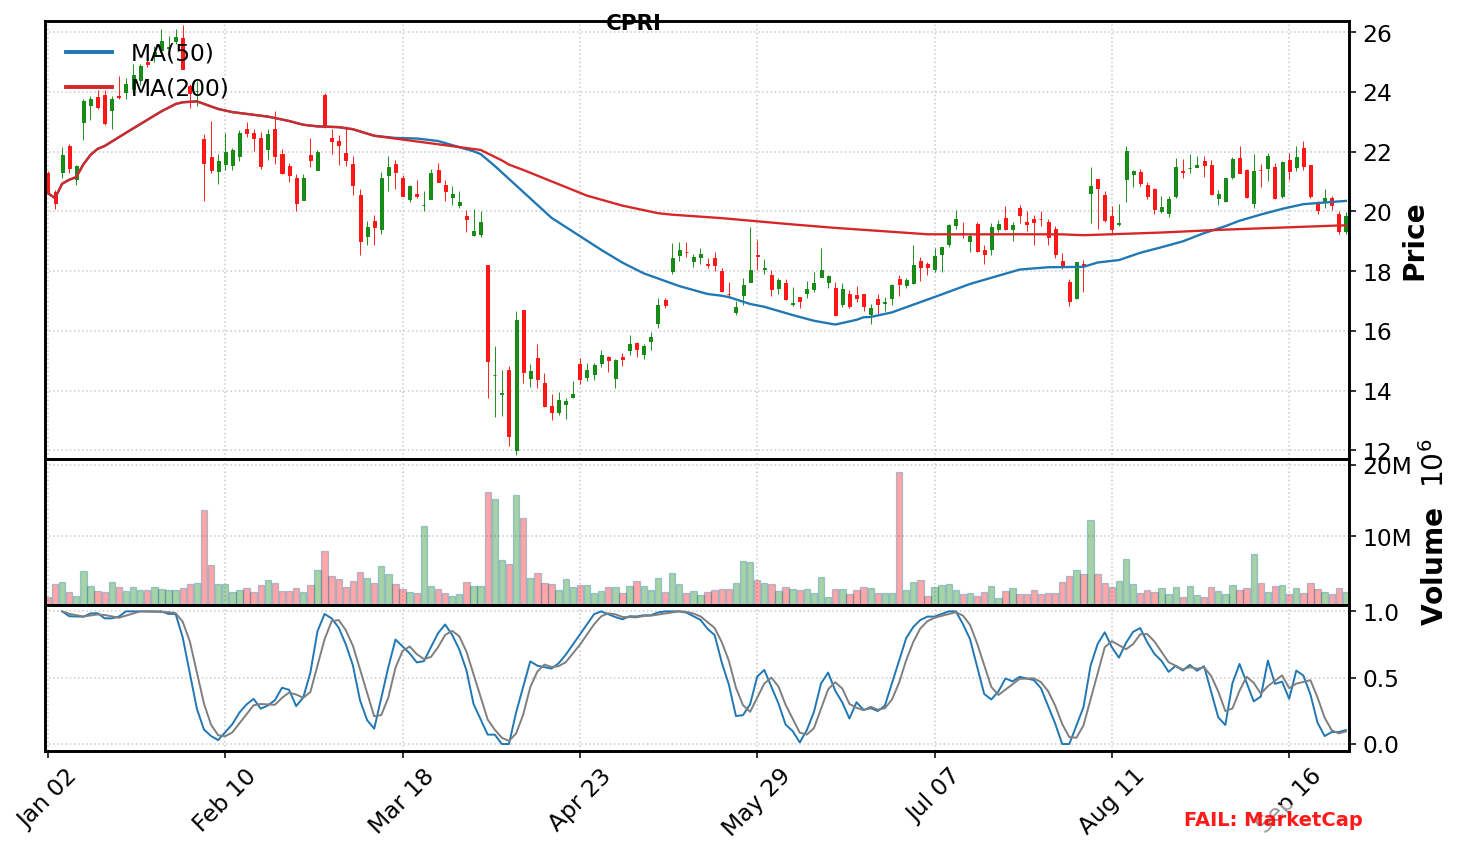 CPRI
MA(50)
MA(200)
26
24
22
20
18
16
14
12
Price
20M
10M
Volume 10^6
1.0
0.5
0.0
Jan 02
Feb 10
Mar 18
Apr 23
May 29
Jul 07
Aug 11
Sep 16
FAIL: MarketCap